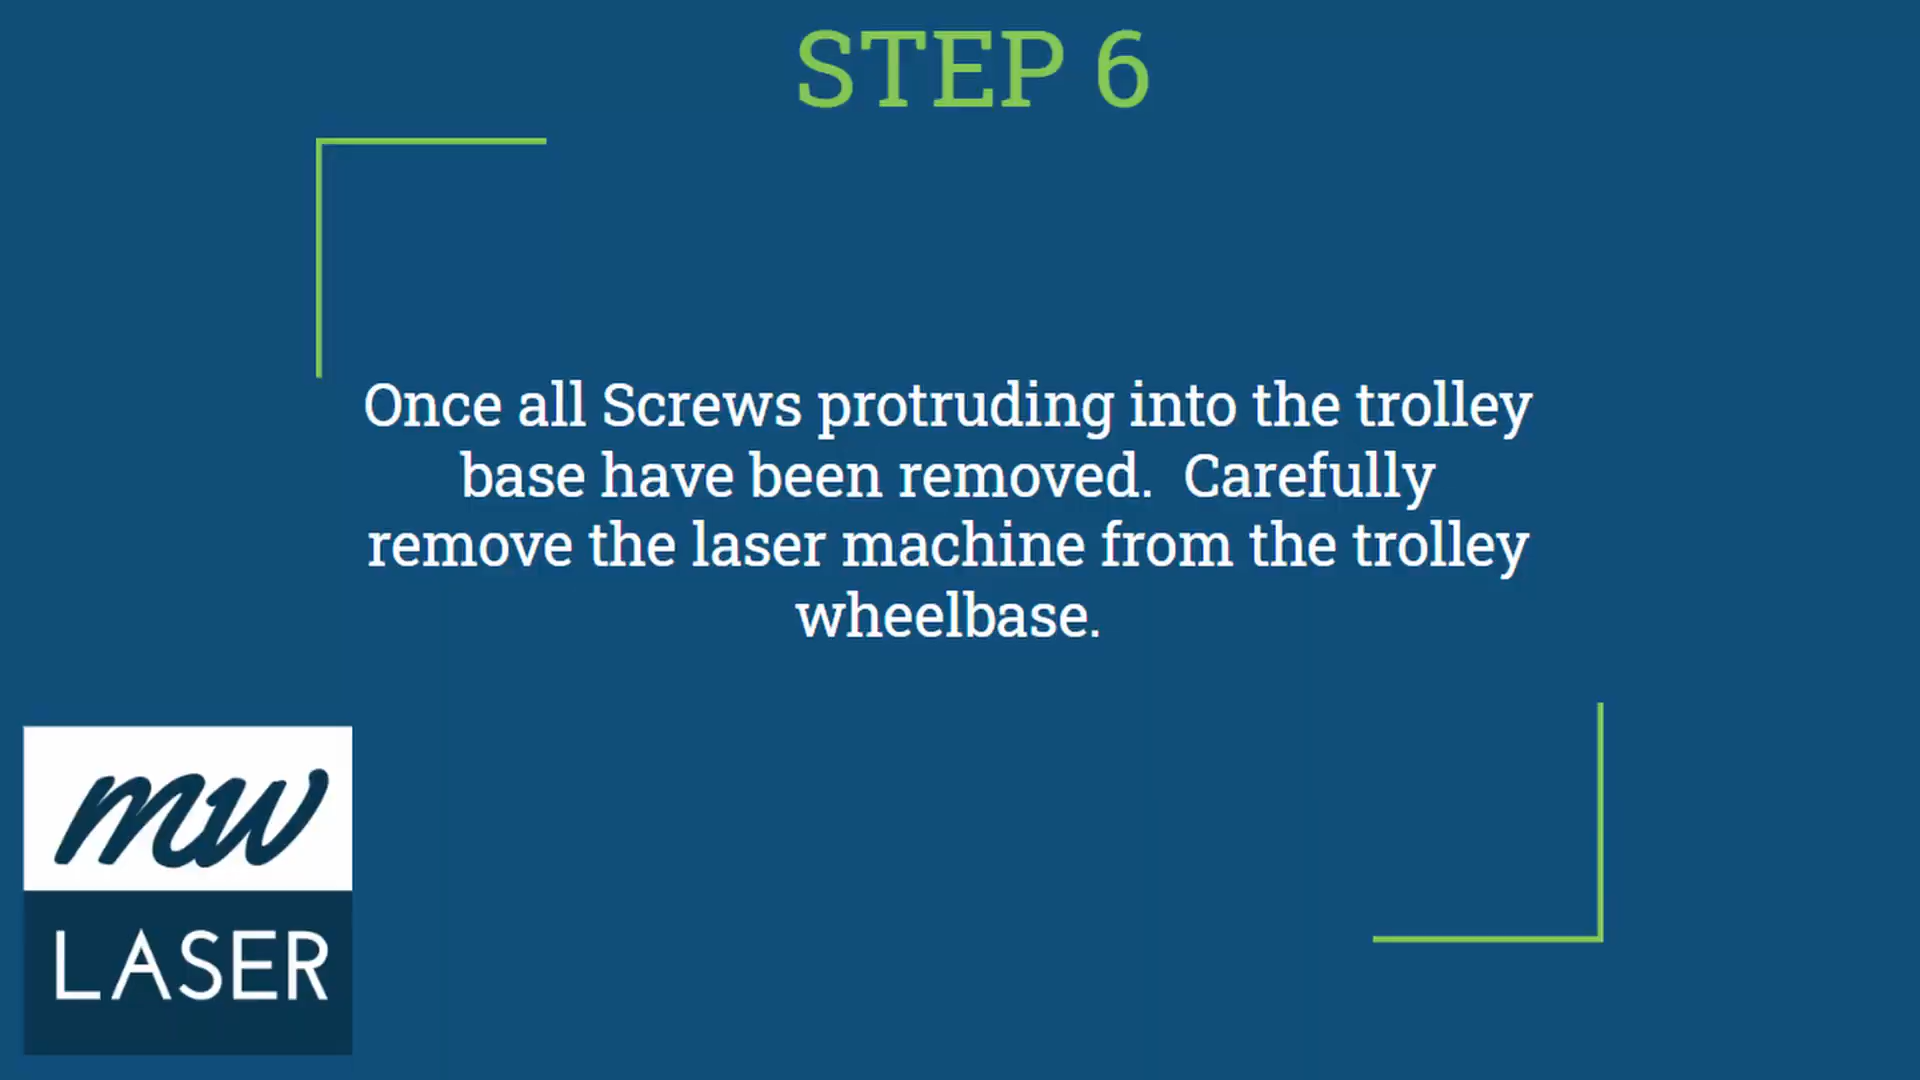 STEP 6
Once all Screws protruding into the trolley
base have been removed.  Carefully
remove the laser machine from the trolley
wheelbase.
mw
LASER